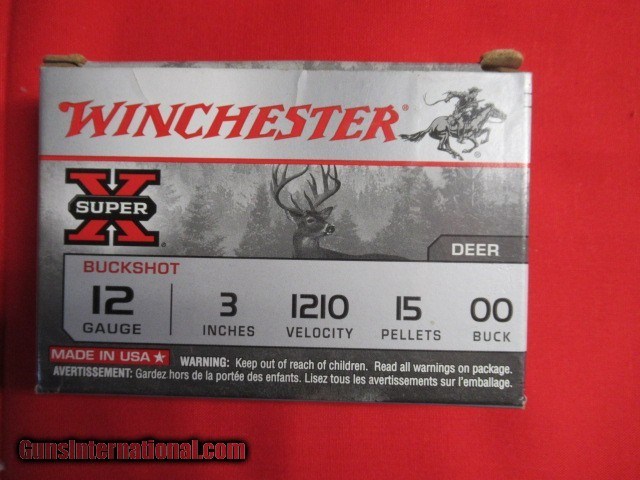 WINCHESTER®
SUPER X®
DEER
BUCKSHOT
12 GAUGE
3 INCHES
1210 VELOCITY
15 PELLETS
00 BUCK
MADE IN USA
WARNING: Keep out of reach of children. Read all warnings on package.
AVERTISSEMENT: Gardez hors de la portée des enfants. Lisez tous les avertissements sur l'emballage.
GunsInternational.com